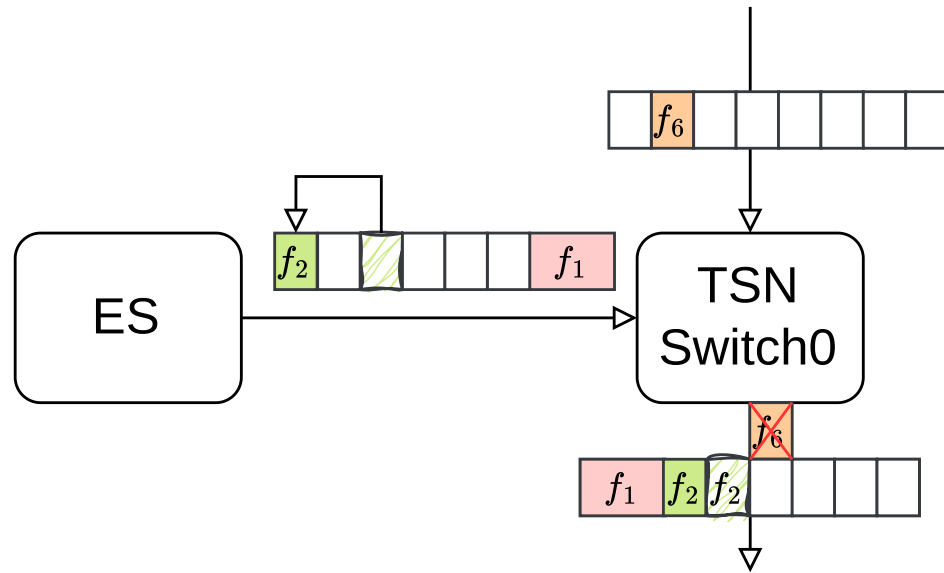 f₆
f₂
f₁
ES
TSN
Switch0
f₆
f₁ f₂ f₂